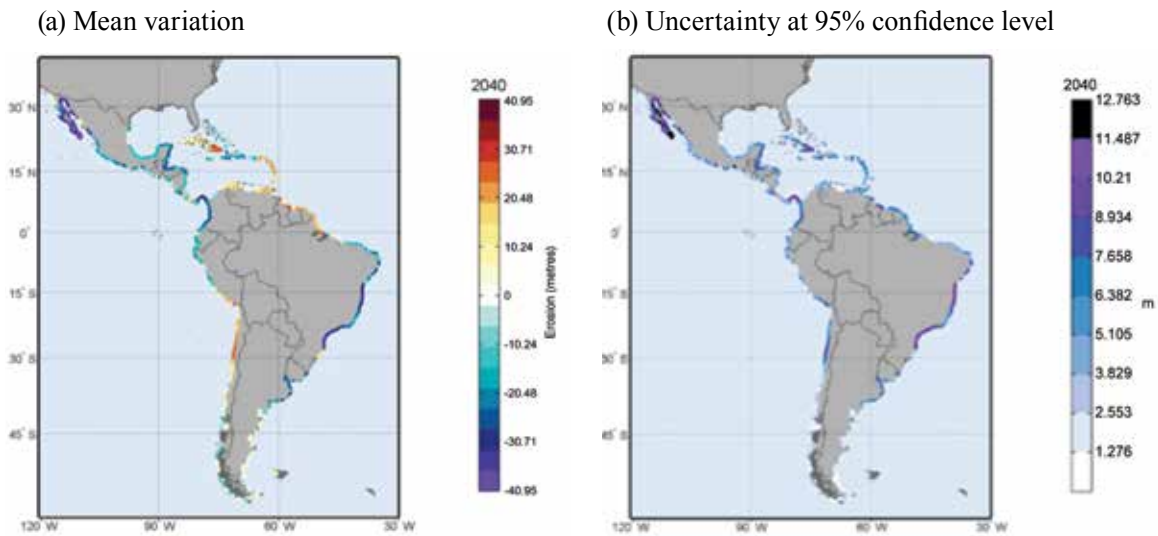 (a) Mean variation
(b) Uncertainty at 95% confidence level
2040
40.95
30.71
20.48
10.24
0
-10.24
-20.48
-30.71
-40.95
Erosion (metros)
30° N
15° N
0°
15° S
30° S
45° S
120° W
90° W
60° W
30° W
2040
12.763
11.487
10.21
8.934
7.658
6.382
5.105
3.829
2.553
1.276
m
30° N
15° N
0°
15° S
30° S
45° S
120° W
90° W
60° W
30° W